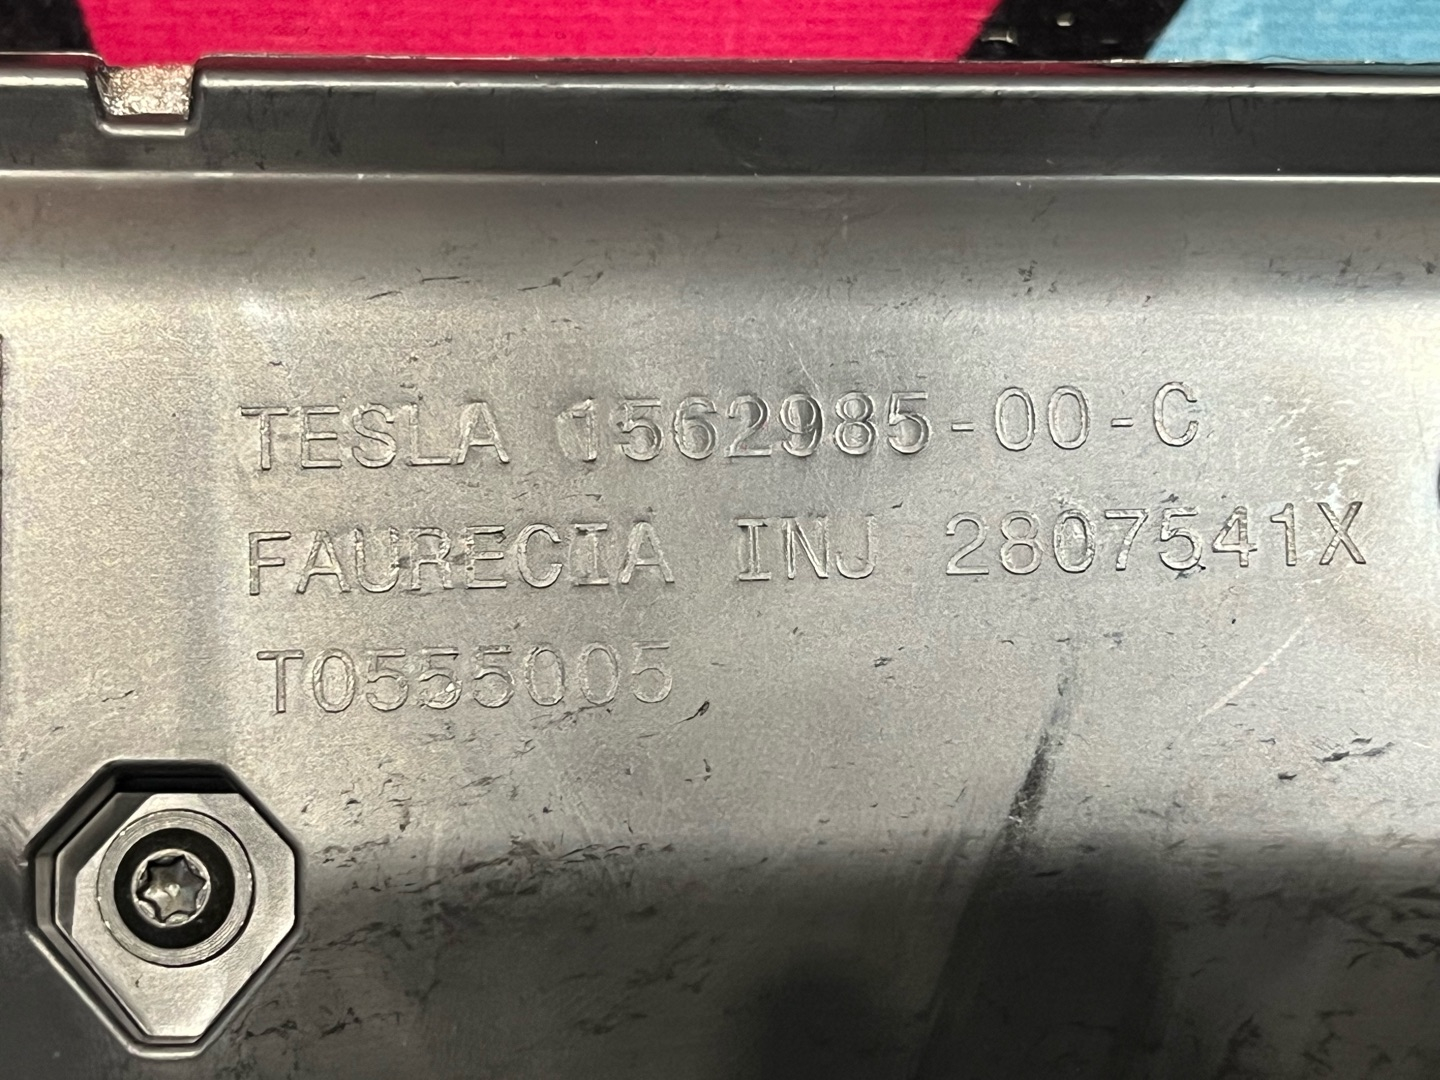 TESLA 1562985-00-C
FAURECIA INJ 2807541X
T0555005